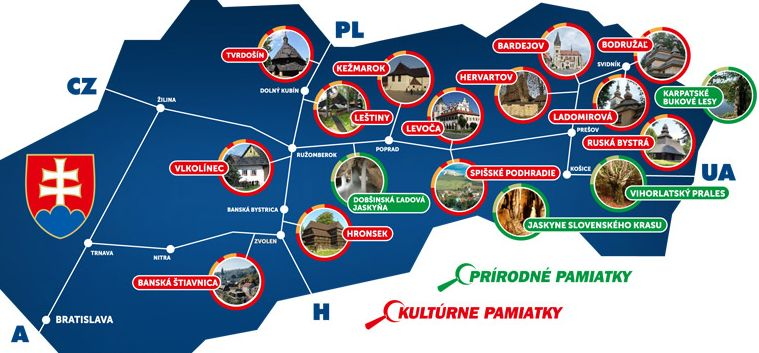 PL
TVRDOŠÍN
BARDEJOV
BODRUŽAĽ
KEŽMAROK
SVIDNÍK
CZ
HERVARTOV
DOLNÝ KUBÍN
KARPATSKÉ
BUKOVÉ LESY
ŽILINA
LEŠTINY
LADOMIROVÁ
LEVOČA
PREŠOV
RUSKÁ BYSTRÁ
POPRAD
RUŽOMBEROK
VLKOLÍNEC
SPIŠSKÉ PODHRADIE
KOŠICE
UA
VIHORLATSKÝ PRALES
DOBŠINSKÁ ĽADOVÁ
JASKYŇA
BANSKÁ BYSTRICA
JASKYNE SLOVENSKÉHO KRASU
HRONSEK
ZVOLEN
TRNAVA
NITRA
PRÍRODNÉ PAMIATKY
BANSKÁ ŠTIAVNICA
H
KULTÚRNE PAMIATKY
BRATISLAVA
A